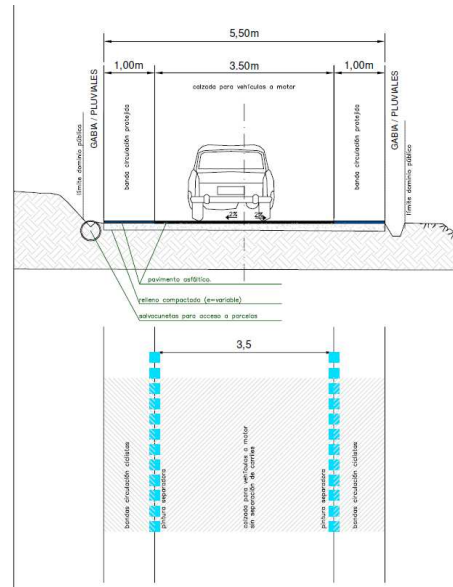 5,50m
1,00m
3.50m
1,00m
calzada para vehículos a motor
límite dominio público
GABIA / PLUVIALES
banda circulación protejida
banda circulación protejida
GABIA / PLUVIALES
límite dominio público
2%
2%
pavimento asfáltico.
relleno compactado (e=variable)
salvacunetas para acceso a parcelas
3,5
bandas circulación ciclistas
pintura separadora
calzada para vehículos a motor
sin separación de carriles
pintura separadora
bandas circulación ciclistas